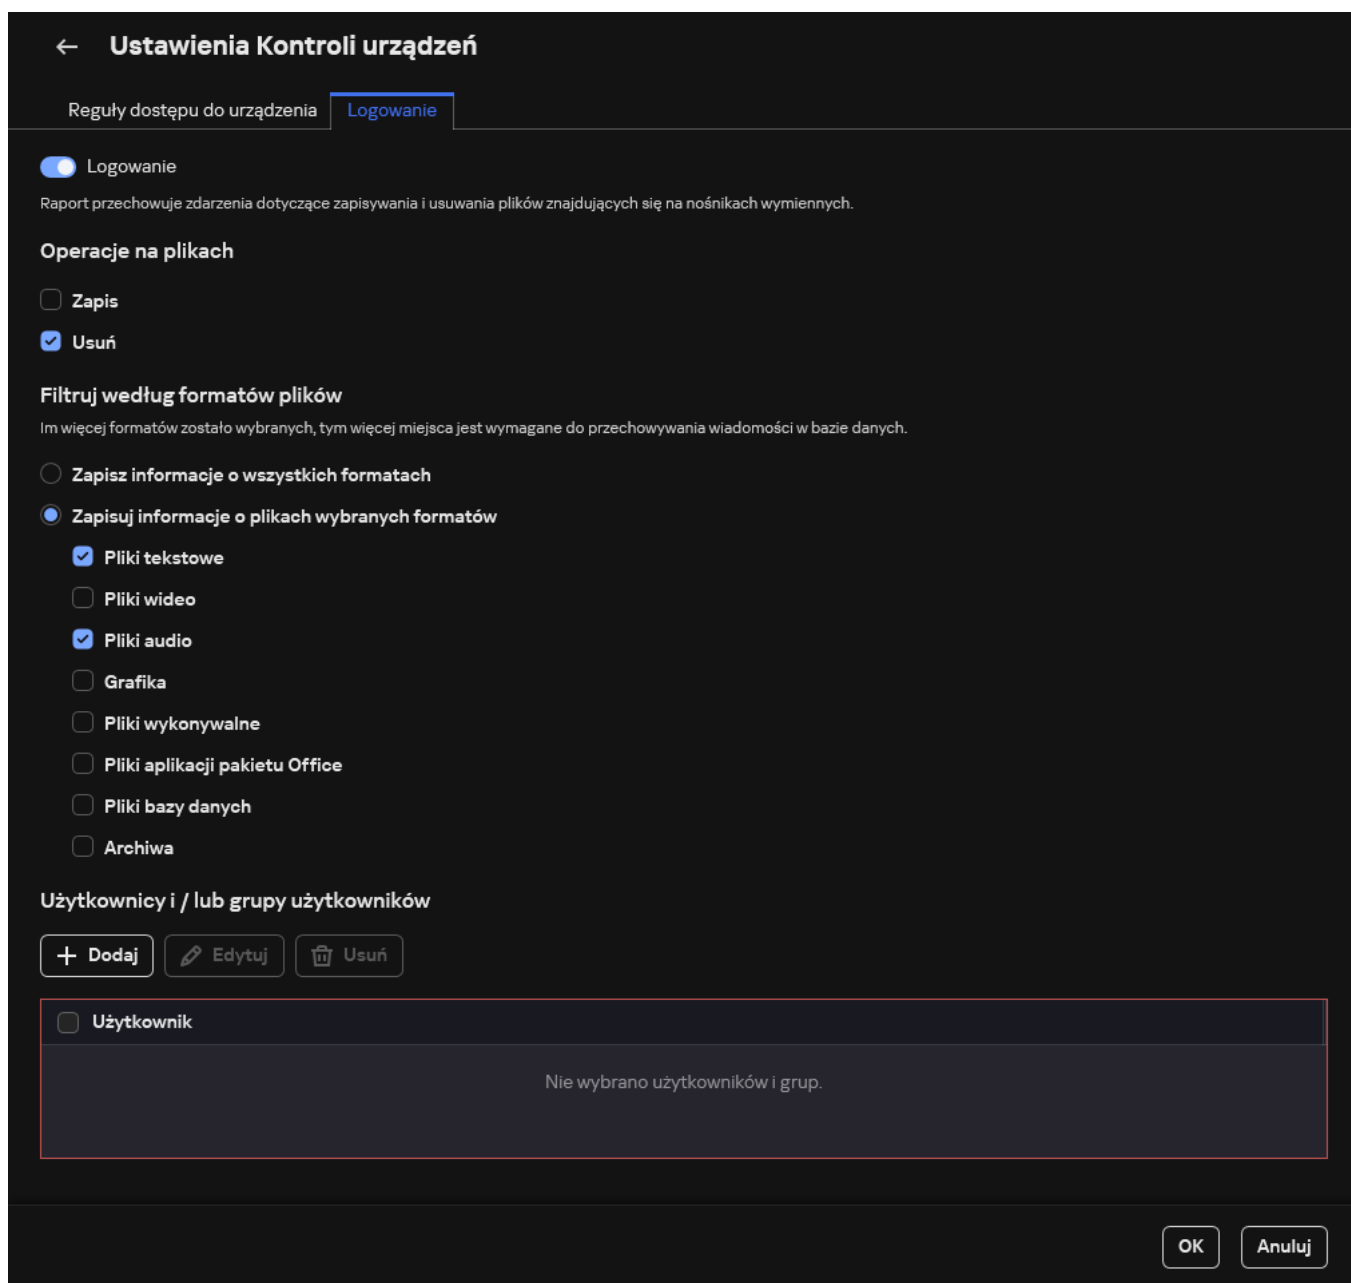 Ustawienia Kontroli urządzeń
Reguły dostępu do urządzenia Logowanie
Logowanie
Raport przechowuje zdarzenia dotyczące zapisywania i usuwania plików znajdujących się na nośnikach wymiennych.
Operacje na plikach
Zapis
Usuń
Filtruj według formatów plików
Im więcej formatów zostało wybranych, tym więcej miejsca jest wymagane do przechowywania wiadomości w bazie danych.
Zapisz informacje o wszystkich formatach
Zapisuj informacje o plikach wybranych formatów
Pliki tekstowe
Pliki wideo
Pliki audio
Grafika
Pliki wykonywalne
Pliki aplikacji pakietu Office
Pliki bazy danych
Archiwa
Użytkownicy i / lub grupy użytkowników
Dodaj Edytuj Usuń
Użytkownik
Nie wybrano użytkowników i grup.
OK Anuluj